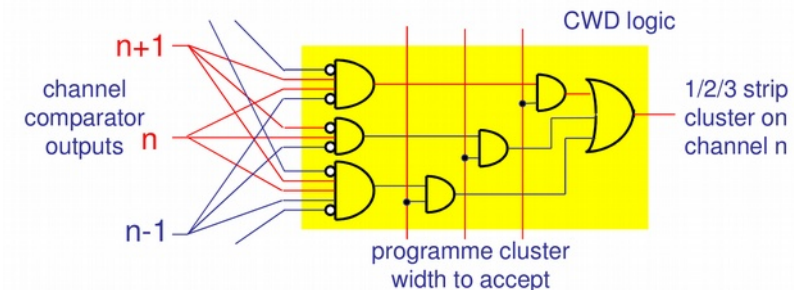 CWD logic
n+1
channel
comparator
outputs
n
n-1
1/2/3 strip
cluster on
channel n
programme cluster
width to accept